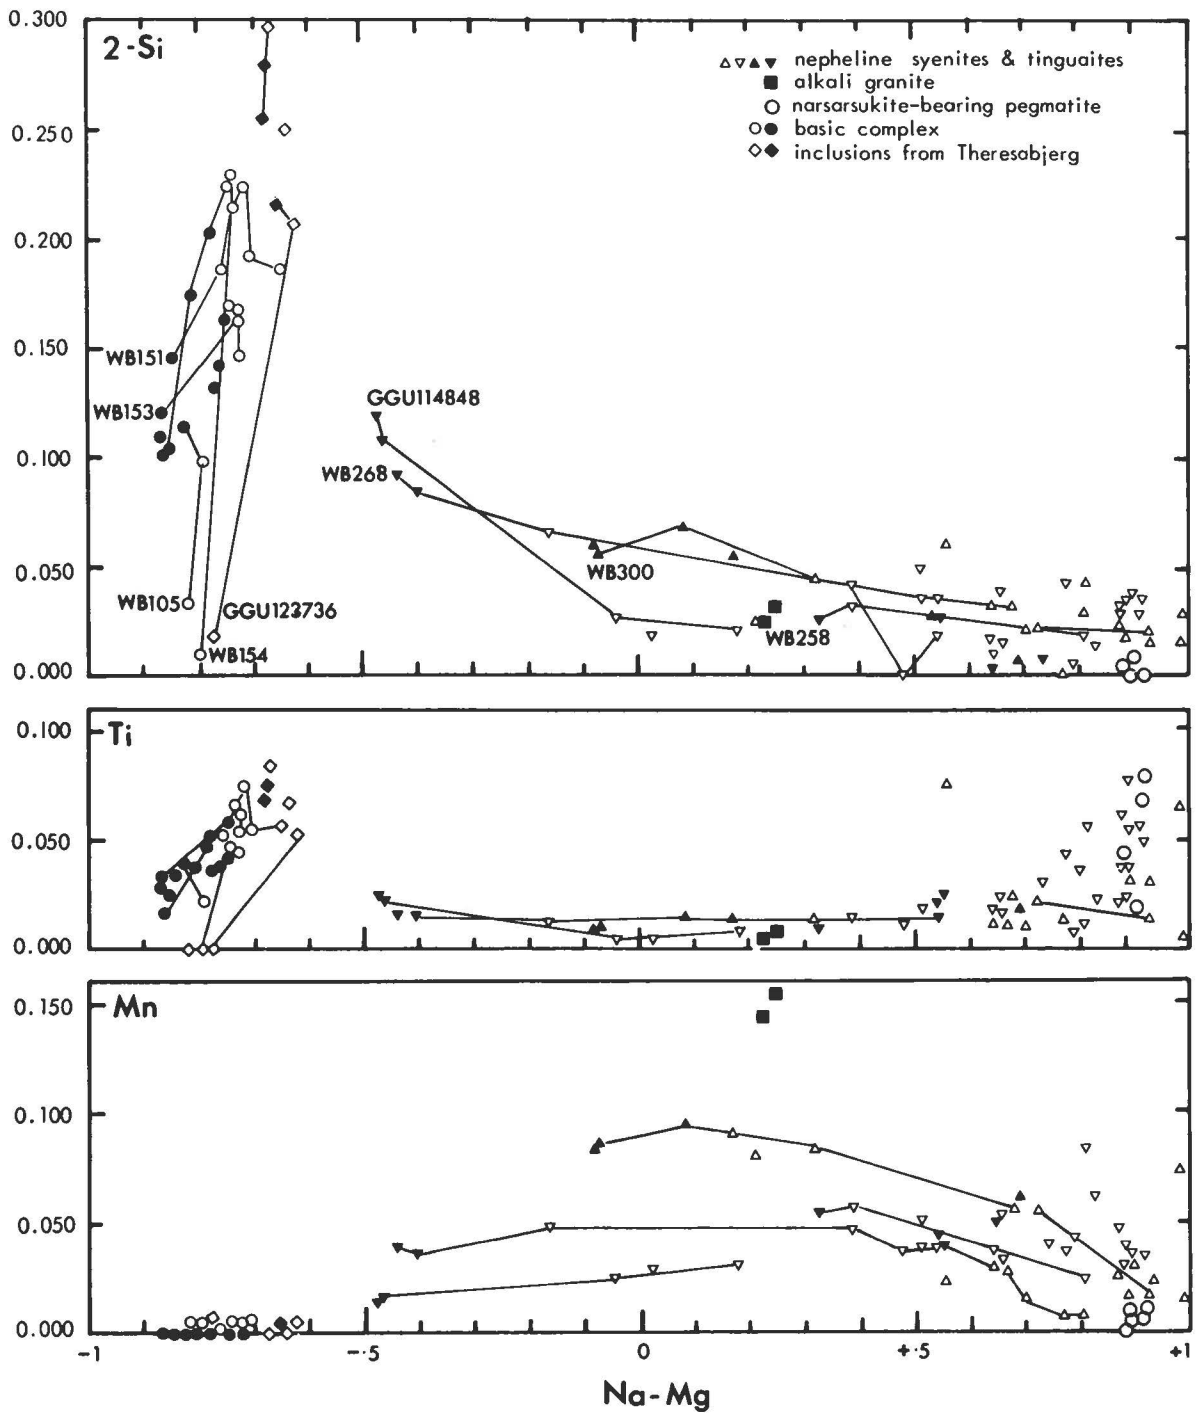 0.300
2-Si
nepheline syenites & tinguaites
alkali granite
narsarsukite-bearing pegmatite
basic complex
inclusions from Theresabjerg
0.250
0.200
0.150
WB151
WB153
GGU114848
0.100
WB268
0.050
WB300
WB105
GGU123736
WB258
WB154
0.000
Ti
0.100
0.050
0.000
Mn
0.150
0.100
0.050
0.000
-1
-.5
0
+.5
+1
Na-Mg